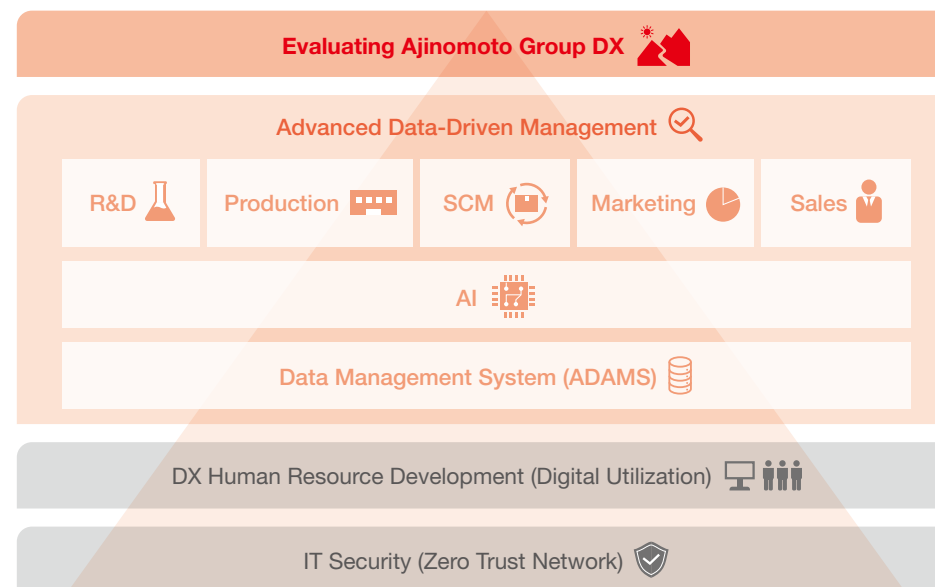 Evaluating Ajinomoto Group DX
Advanced Data-Driven Management
R&D
Production
SCM
Marketing
Sales
AI
Data Management System (ADAMS)
DX Human Resource Development (Digital Utilization)
IT Security (Zero Trust Network)